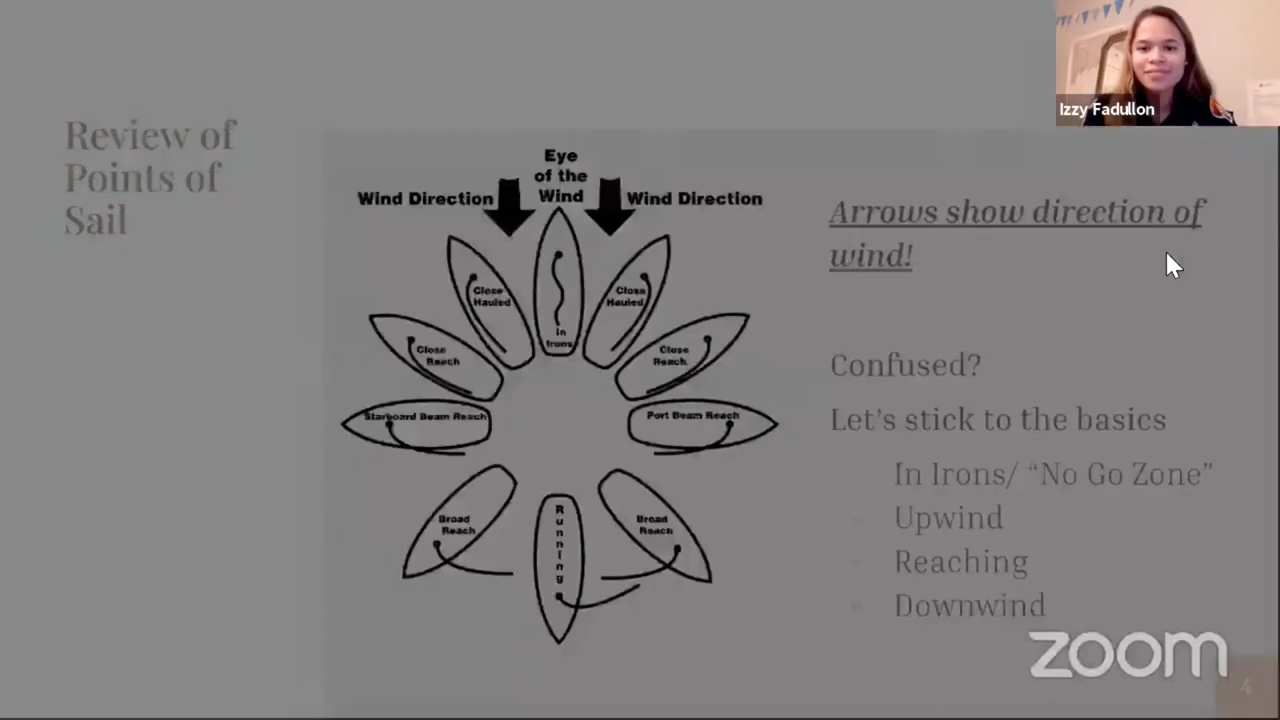 Izzy Fadullon
Review of
Points of
Sail
Eye
of the
Wind
Wind Direction
Wind Direction
Close
Hauled
In
Irons
Close
Hauled
Close
Reach
Close
Reach
Starboard Beam Reach
Port Beam Reach
Broad
Reach
Running
Broad
Reach
Arrows show direction of
wind!
Confused?
Let's stick to the basics
In Irons/ “No Go Zone”
Upwind
Reaching
Downwind
zoom
4